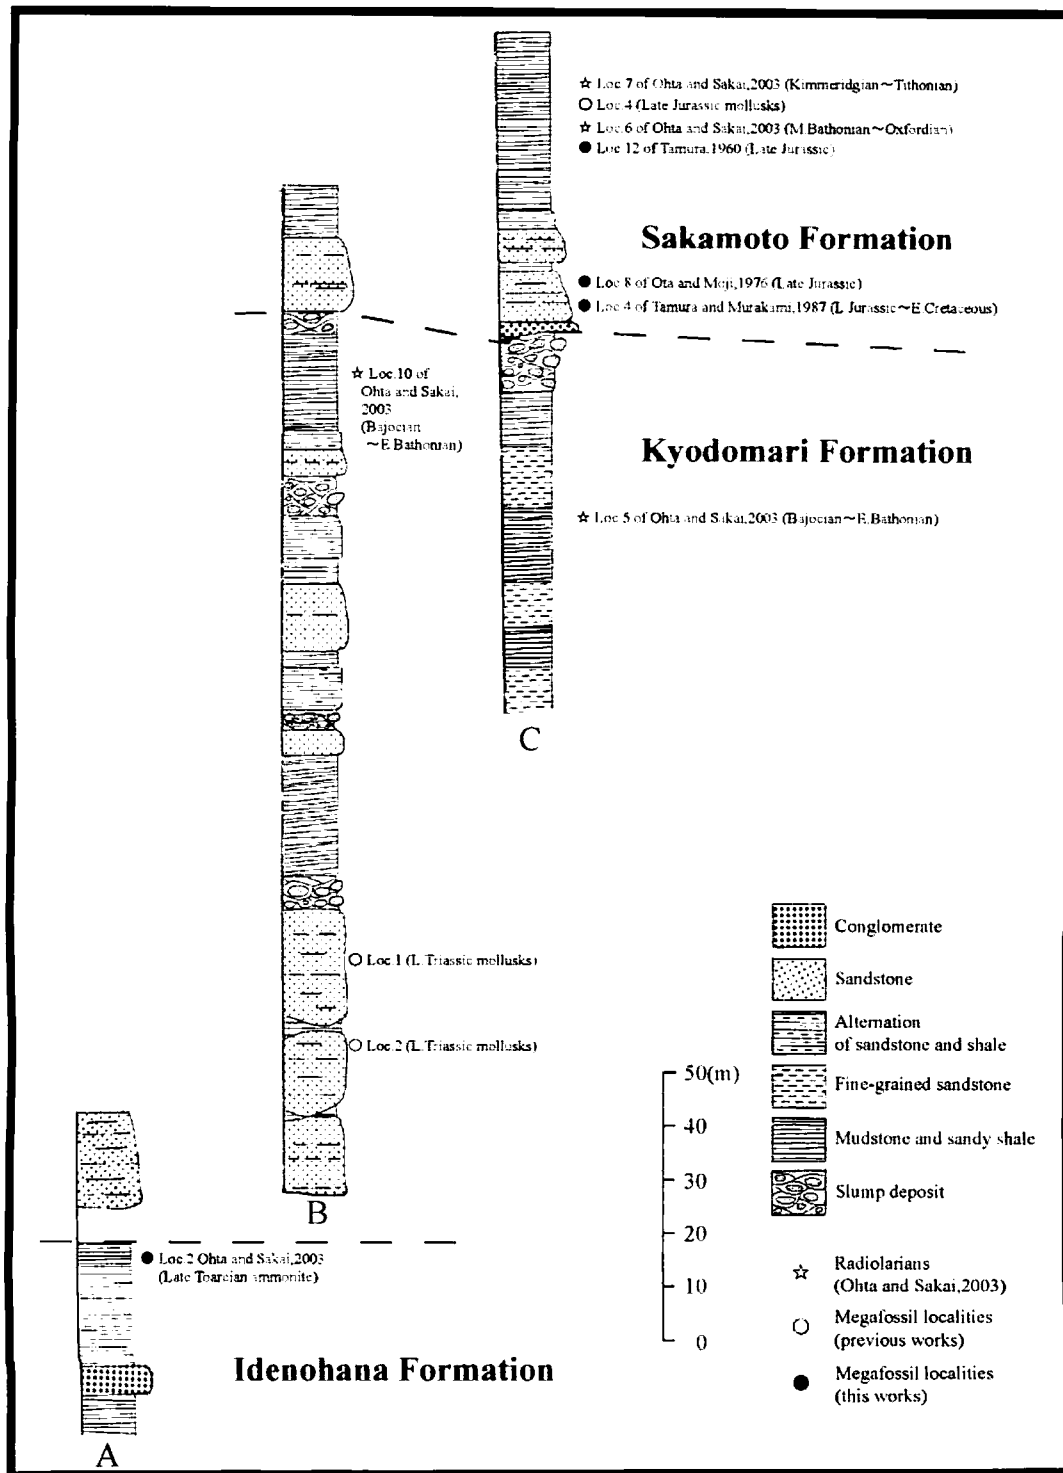 ☆ Loc 7 of Ohta and Sakai,2003 (Kimmeridgian~Tithonian)
○ Loc.4 (Late Jurassic mollusks)
☆ Loc.6 of Ohta and Sakai,2003 (M.Bathonian~Oxfordian)
● Loc 12 of Tamura,1960 (Late Jurassic)
Sakamoto Formation
● Loc 8 of Ota and Moji,1976 (Late Jurassic)
● Loc 4 of Tamura and Murakami,1987 (L Jurassic~E Cretaceous)
☆ Loc.10 of
Ohta and Sakai,
2003
(Bajocian
~E Bathonian)
Kyodomari Formation
☆ Loc 5 of Ohta and Sakai,2003 (Bajocian~E.Bathonian)
C
○ Loc.1 (L.Triassic mollusks)
○ Loc.2 (L.Triassic mollusks)
B
● Loc.2 Ohta and Sakai,2003
(Late Toarcian ammonite)
Idenohana Formation
A
50(m)
40
30
20
10
0
Conglomerate
Sandstone
Alternation
of sandstone and shale
Fine-grained sandstone
Mudstone and sandy shale
Slump deposit
☆ Radiolarians
(Ohta and Sakai,2003)
○ Megafossil localities
(previous works)
● Megafossil localities
(this works)